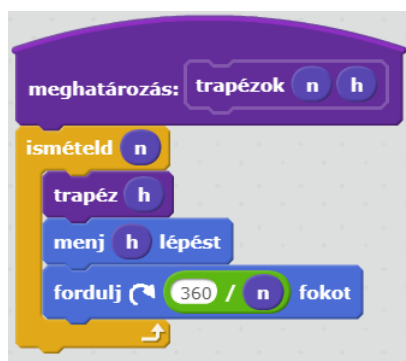 meghatározás: trapézok n h
ismételd n
trapéz h
menj h lépést
fordulj 360 / n fokot